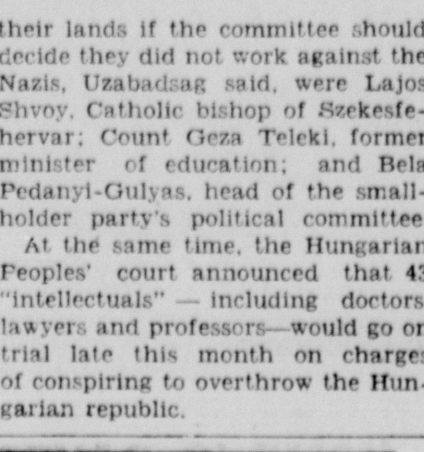 their lands if the committee should
decide they did not work against the
Nazis, Uzabadsag said, were Lajos
Shvoy, Catholic bishop of Szekesfe-
hervar; Count Geza Teleki, former
minister of education; and Bela
Pedanyi-Gulyas, head of the small-
holder party's political committee
At the same time, the Hungarian
Peoples' court announced that 43
"intellectuals" — including doctors
lawyers and professors—would go on
trial late this month on charges
of conspiring to overthrow the Hun-
garian republic.